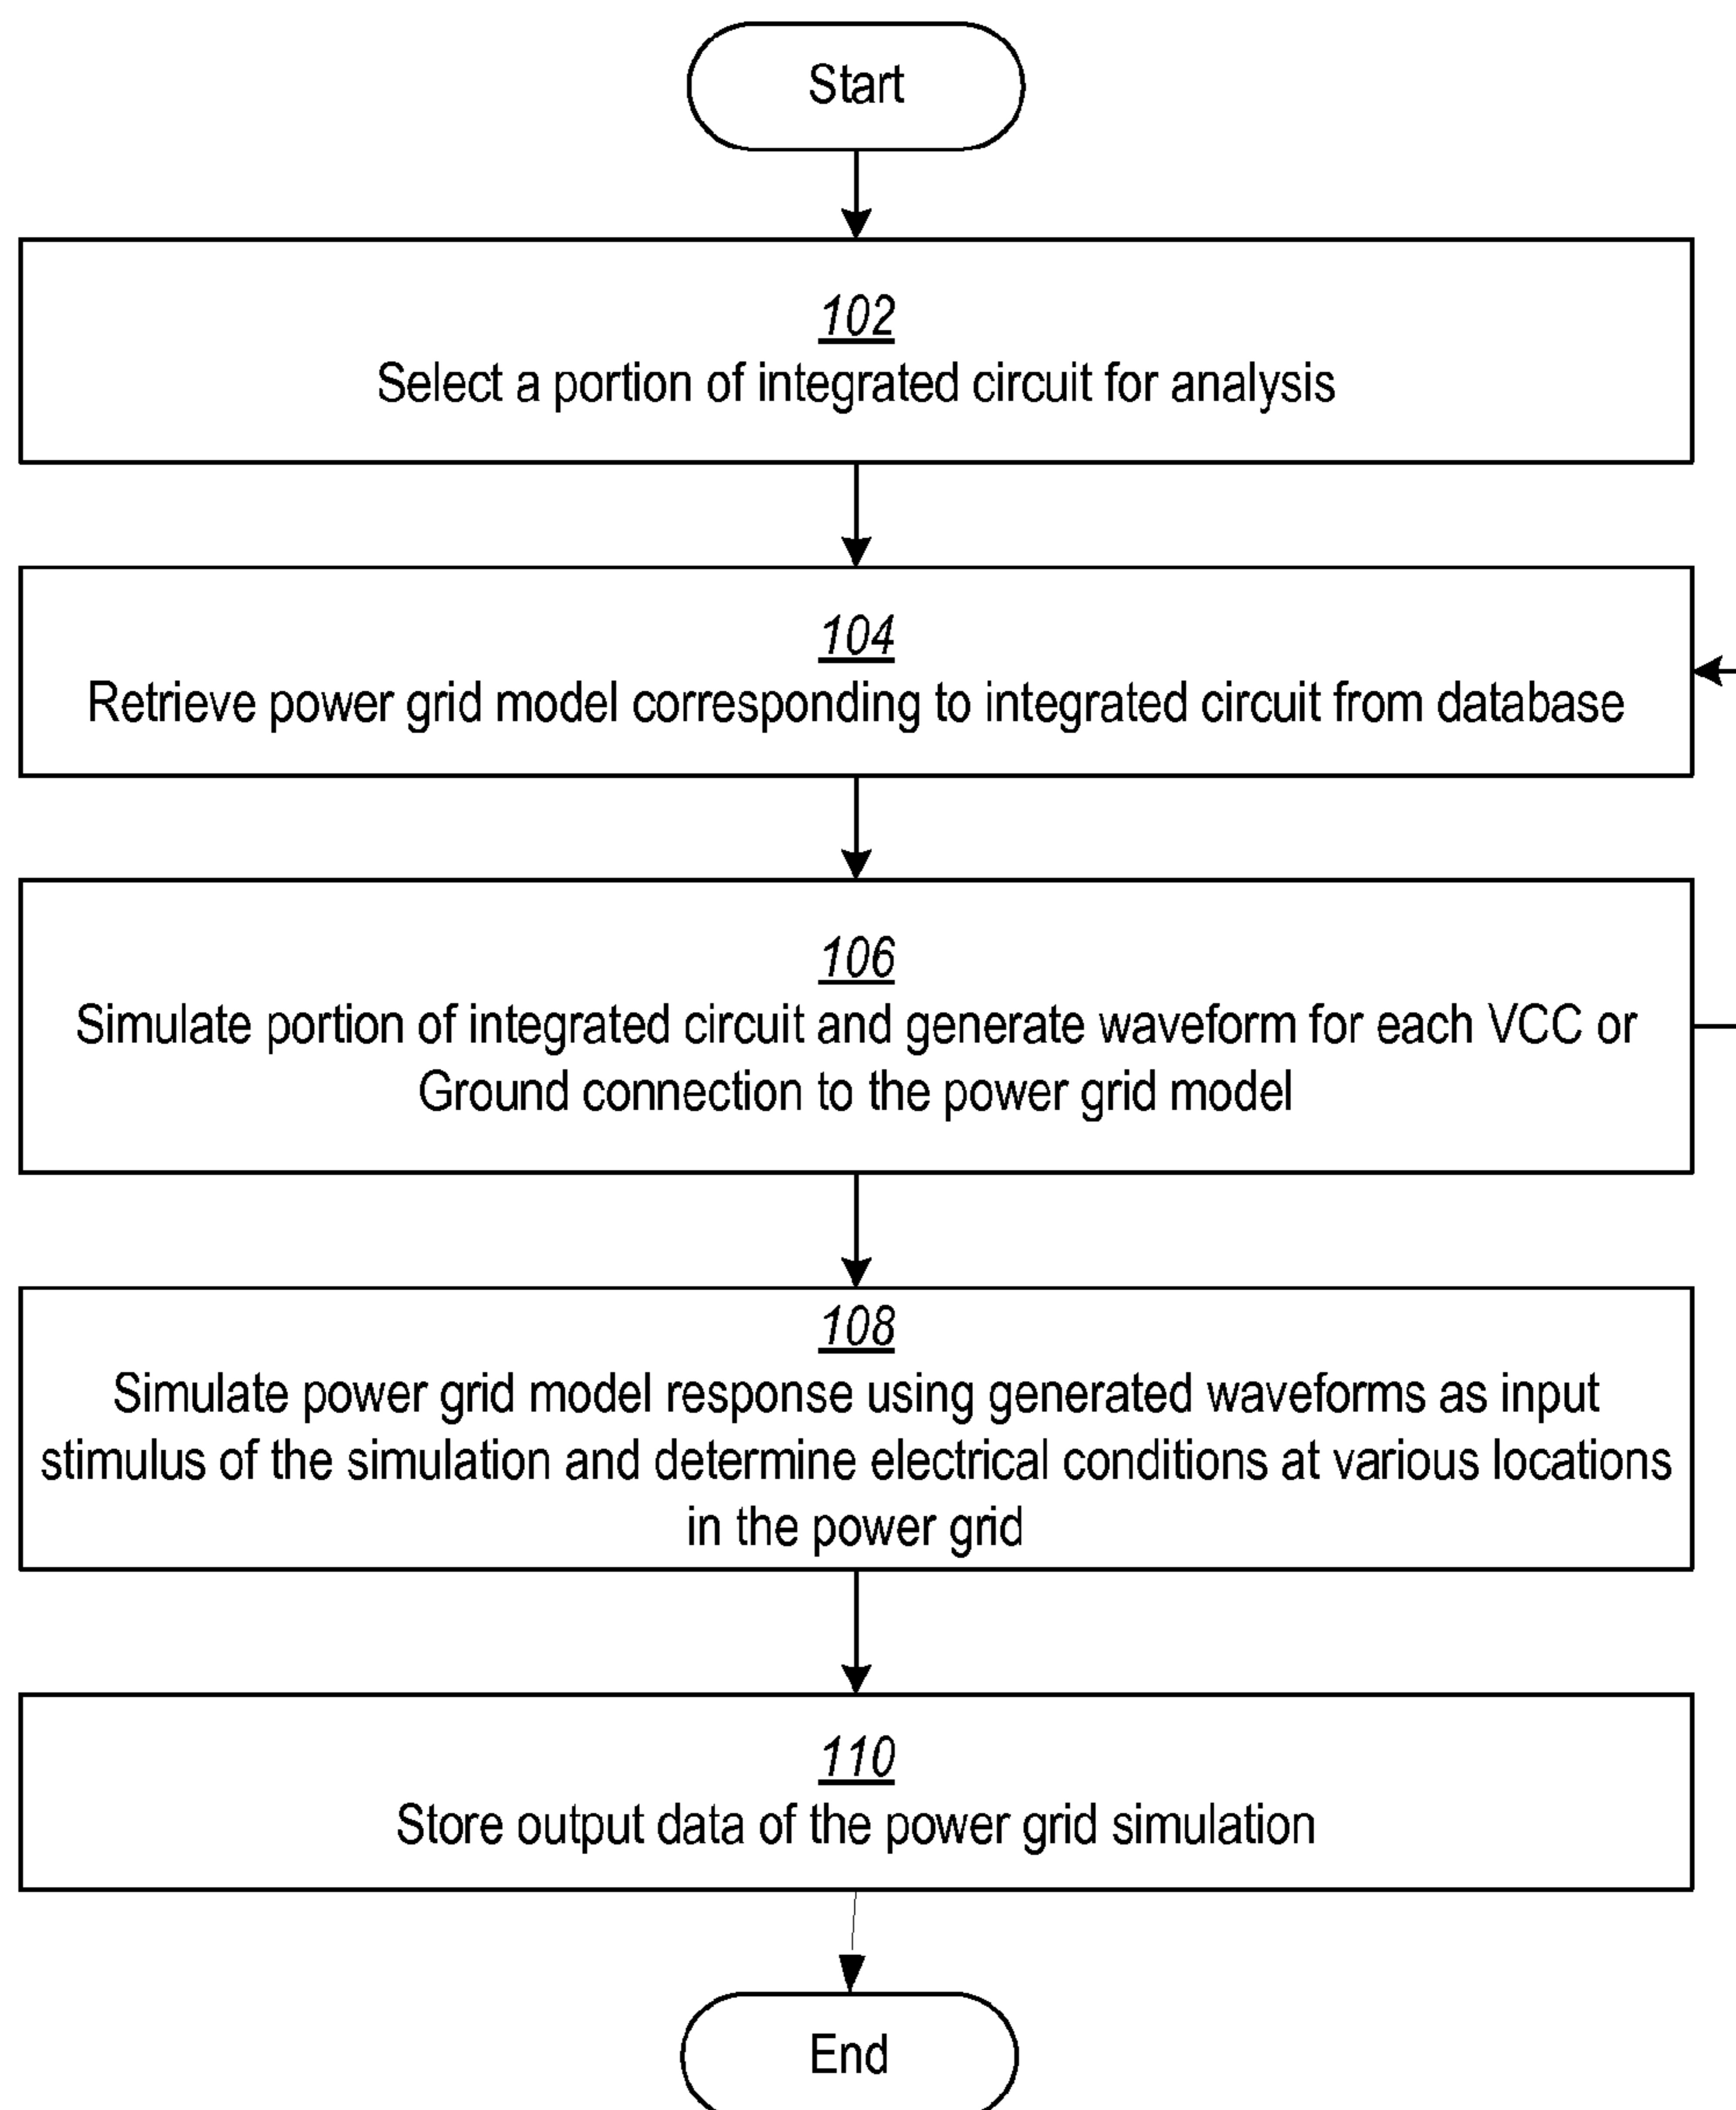 Start
102
Select a portion of integrated circuit for analysis
104
Retrieve power grid model corresponding to integrated circuit from database
106
Simulate portion of integrated circuit and generate waveform for each VCC or
Ground connection to the power grid model
108
Simulate power grid model response using generated waveforms as input
stimulus of the simulation and determine electrical conditions at various locations
in the power grid
110
Store output data of the power grid simulation
End